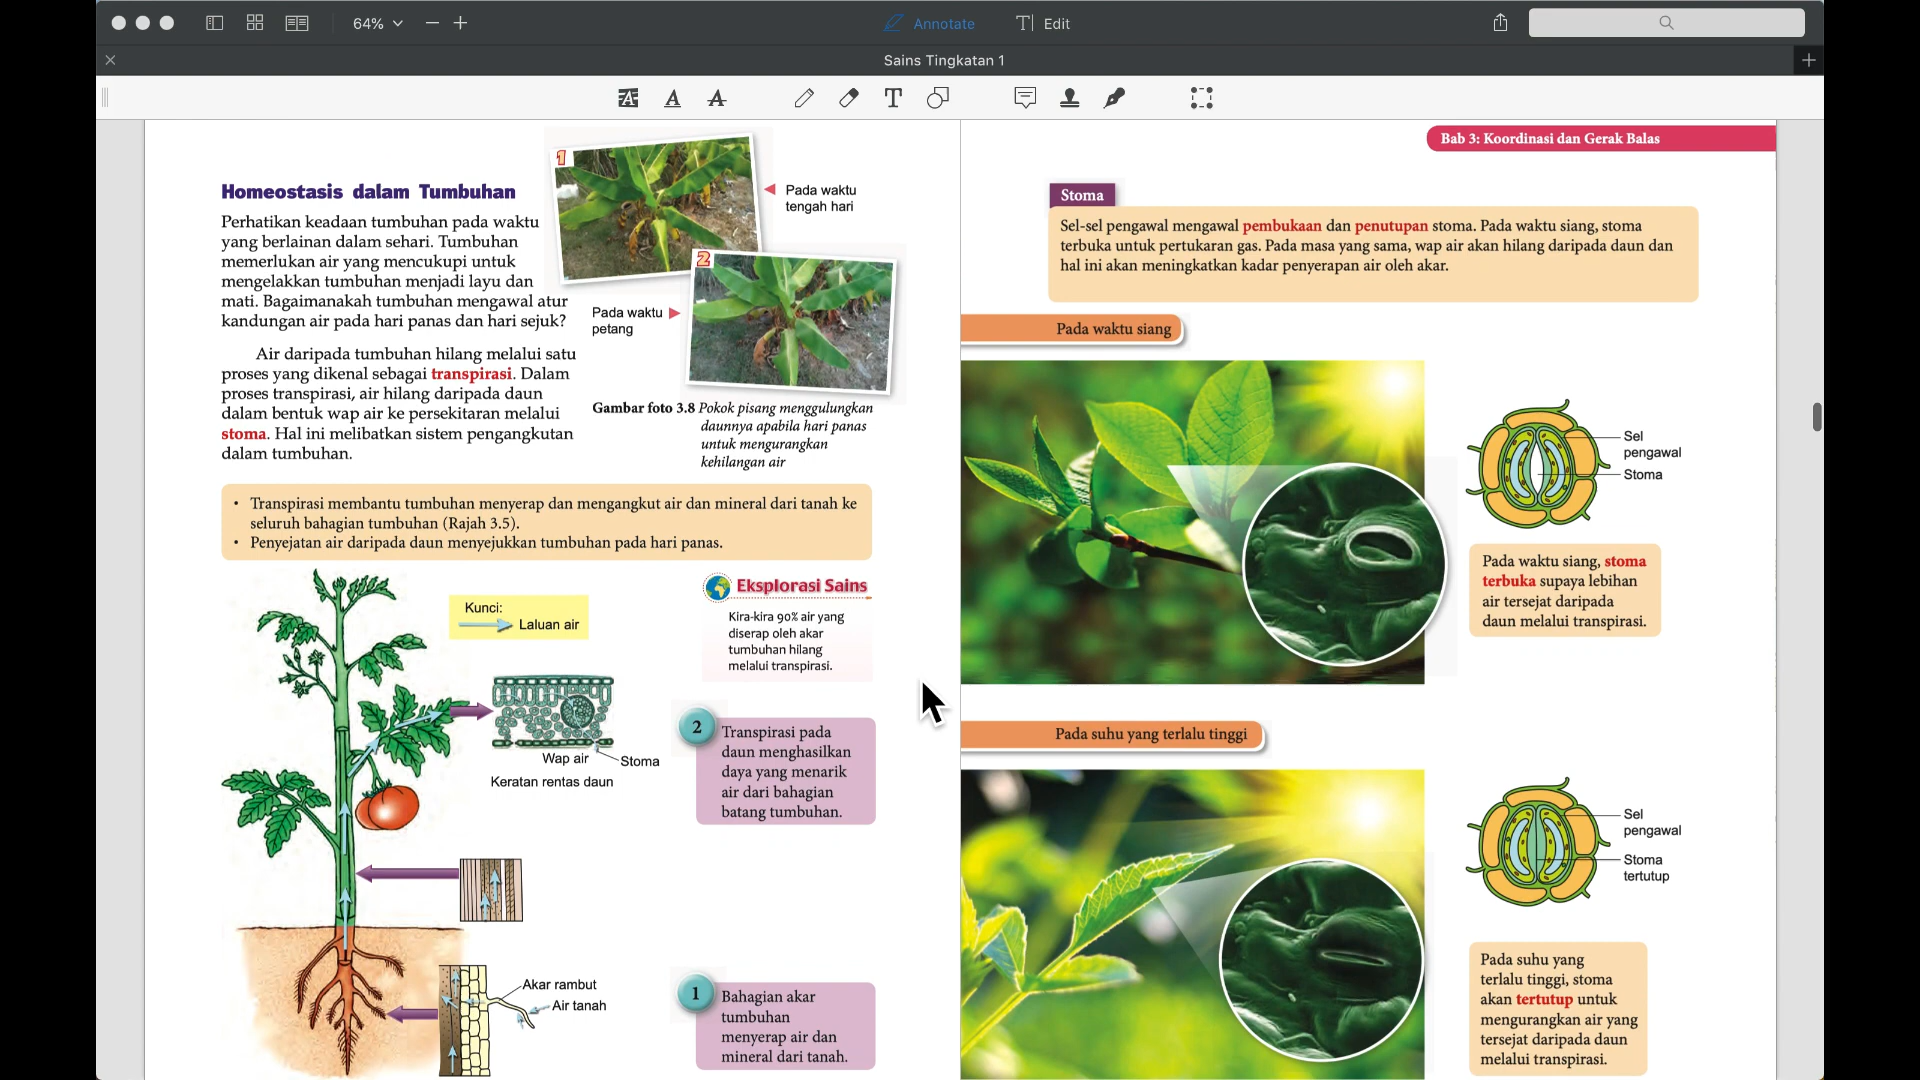 64%
Annotate
Edit
Sains Tingkatan 1
Homeostasis dalam Tumbuhan
Perhatikan keadaan tumbuhan pada waktu
yang berlainan dalam sehari. Tumbuhan
memerlukan air yang mencukupi untuk
mengelakkan tumbuhan menjadi layu dan
mati. Bagaimanakah tumbuhan mengawal atur
kandungan air pada hari panas dan hari sejuk?
Air daripada tumbuhan hilang melalui satu
proses yang dikenal sebagai transpirasi. Dalam
proses transpirasi, air hilang daripada daun
dalam bentuk wap air ke persekitaran melalui
stoma. Hal ini melibatkan sistem pengangkutan
dalam tumbuhan.
1
Pada waktu
tengah hari
2
Pada waktu
petang
Gambar foto 3.8 Pokok pisang menggulungkan
daunnya apabila hari panas
untuk mengurangkan
kehilangan air
• Transpirasi membantu tumbuhan menyerap dan mengangkut air dan mineral dari tanah ke
seluruh bahagian tumbuhan (Rajah 3.5).
• Penyejatan air daripada daun menyejukkan tumbuhan pada hari panas.
Kunci:
Laluan air
Eksplorasi Sains
Kira-kira 90% air yang
diserap oleh akar
tumbuhan hilang
melalui transpirasi.
Wap air
Stoma
Keratan rentas daun
2
Transpirasi pada
daun menghasilkan
daya yang menarik
air dari bahagian
batang tumbuhan.
Akar rambut
Air tanah
1
Bahagian akar
tumbuhan
menyerap air dan
mineral dari tanah.
Bab 3: Koordinasi dan Gerak Balas
Stoma
Sel-sel pengawal mengawal pembukaan dan penutupan stoma. Pada waktu siang, stoma
terbuka untuk pertukaran gas. Pada masa yang sama, wap air akan hilang daripada daun dan
hal ini akan meningkatkan kadar penyerapan air oleh akar.
Pada waktu siang
Sel
pengawal
Stoma
Pada waktu siang, stoma
terbuka supaya lebihan
air tersejat daripada
daun melalui transpirasi.
Pada suhu yang terlalu tinggi
Sel
pengawal
Stoma
tertutup
Pada suhu yang
terlalu tinggi, stoma
akan tertutup untuk
mengurangkan air yang
tersejat daripada daun
melalui transpirasi.